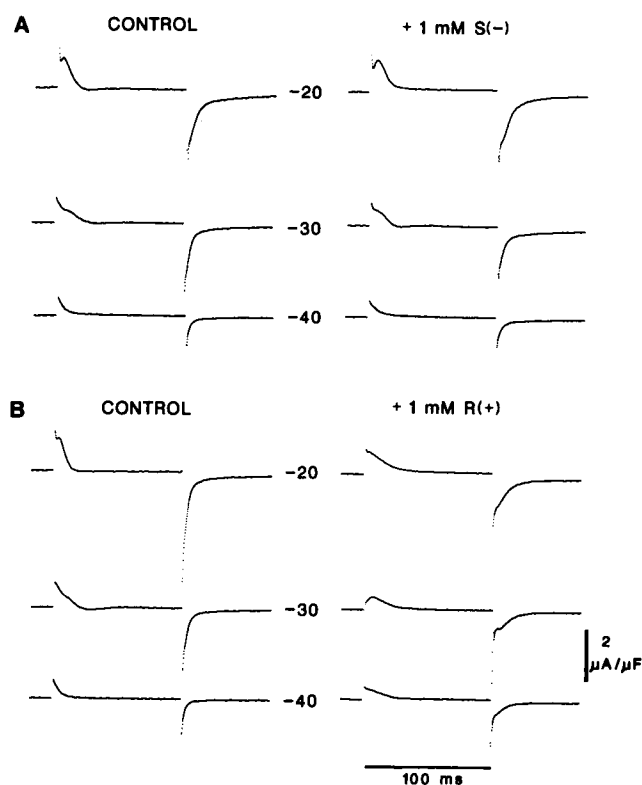 A
CONTROL
+ 1 mM S(−)
−20
−30
−40
B
CONTROL
+ 1 mM R(+)
−20
−30
2
μA/μF
−40
100 ms